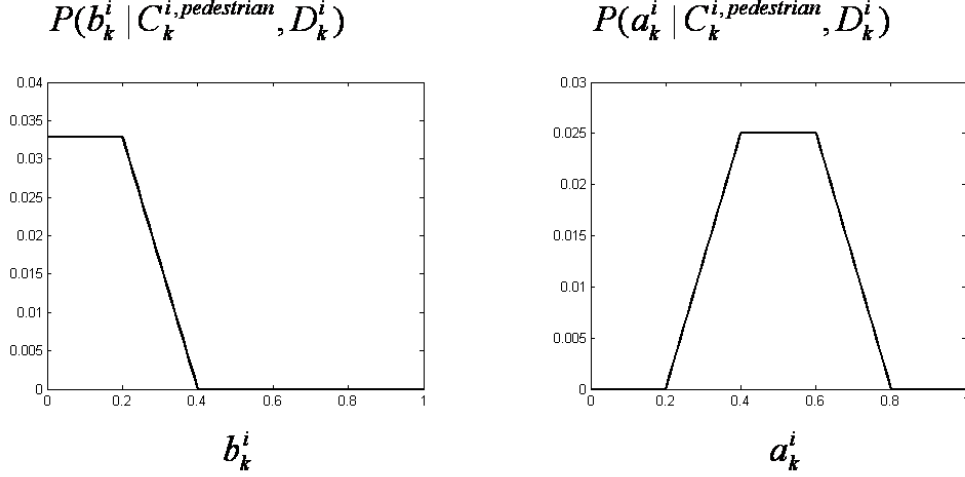 P(b_k^i | C_k^{i,pedestrian}, D_k^i)
0.04
0.035
0.03
0.025
0.02
0.015
0.01
0.005
0
0 0.2 0.4 0.6 0.8 1
b_k^i
P(a_k^i | C_k^{i,pedestrian}, D_k^i)
0.03
0.025
0.02
0.015
0.01
0.005
0
0 0.2 0.4 0.6 0.8 1
a_k^i